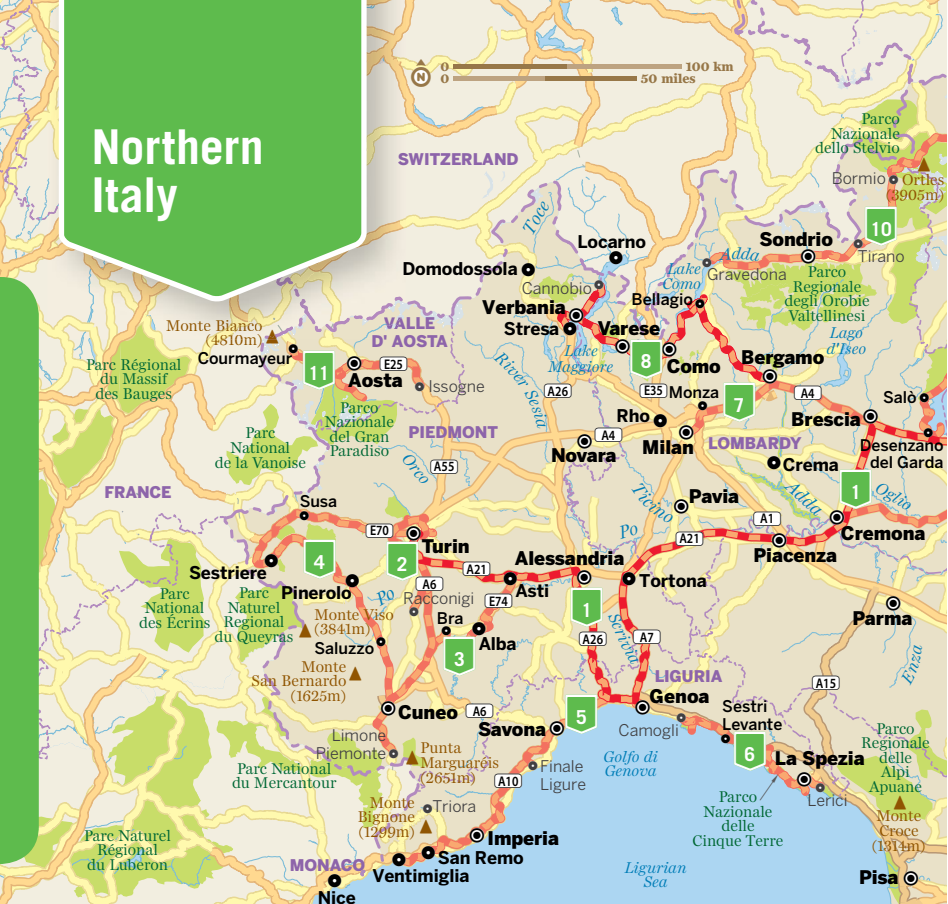 Northern
Italy
N
0
100 km
0
50 miles
SWITZERLAND
Parco
Nazionale
dello Stelvio
Bormio
Ortles
(3905m)
10
Toce
Locarno
Sondrio
Adda
Tirano
Domodossola
Lake
Como
Gravedona
Cannobio
Bellagio
Parco
Regionale
degli Orobie
Valtellinesi
Verbania
Stresa
Varese
Monte Bianco
(4810m)
VALLE
D' AOSTA
Lago
d'Iseo
Courmayeur
Parc Régional
du Massif
des Bauges
11
Aosta
E25
Issogne
Lake
Maggiore
8
Como
Bergamo
River Sesia
A26
E35
Monza
7
A4
Salò
Parco
Nazionale
del Gran
Paradiso
Rho
Brescia
Parc
National
de la Vanoise
PIEDMONT
A4
Milan
LOMBARDY
Desenzano
del Garda
Novara
Orco
A55
Crema
FRANCE
Ticino
Pavia
Adda
1
Oglio
Susa
Po
A1
Cremona
E70
Turin
A21
Piacenza
4
2
Alessandria
Sestriere
A21
Tortona
Pinerolo
A6
Asti
Parc
National
des Écrins
Parc
Naturel
Régional
du Queyras
Po
Racconigi
E74
1
Parma
Monte Viso
(3841m)
Bra
Scrivia
Saluzzo
Alba
A26
A7
3
Enza
Monte
San Bernardo
(1625m)
LIGURIA
A15
Genoa
Cuneo
A6
5
Sestri
Levante
Savona
Camogli
Limone
Piemonte
Punta
Marguareis
(2651m)
6
Parco
Regionale
delle
Alpi
Apuane
Golfo di
Genova
La Spezia
Parc National
du Mercantour
Finale
Ligure
A10
Lerici
Parco
Nazionale
delle
Cinque Terre
Monte
Bignone
(1299m)
Triora
Monte
Croce
(1314m)
Parc Naturel
Régional
du Luberon
Imperia
San Remo
MONACO
Ventimiglia
Ligurian
Sea
Pisa
Nice